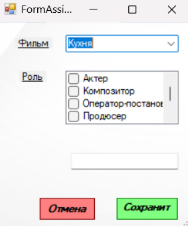 FormAssi...
Фильм
Кухня
Роль
Актер
Композитор
Оператор-постанов
Продюсер
Отмена
Сохранит